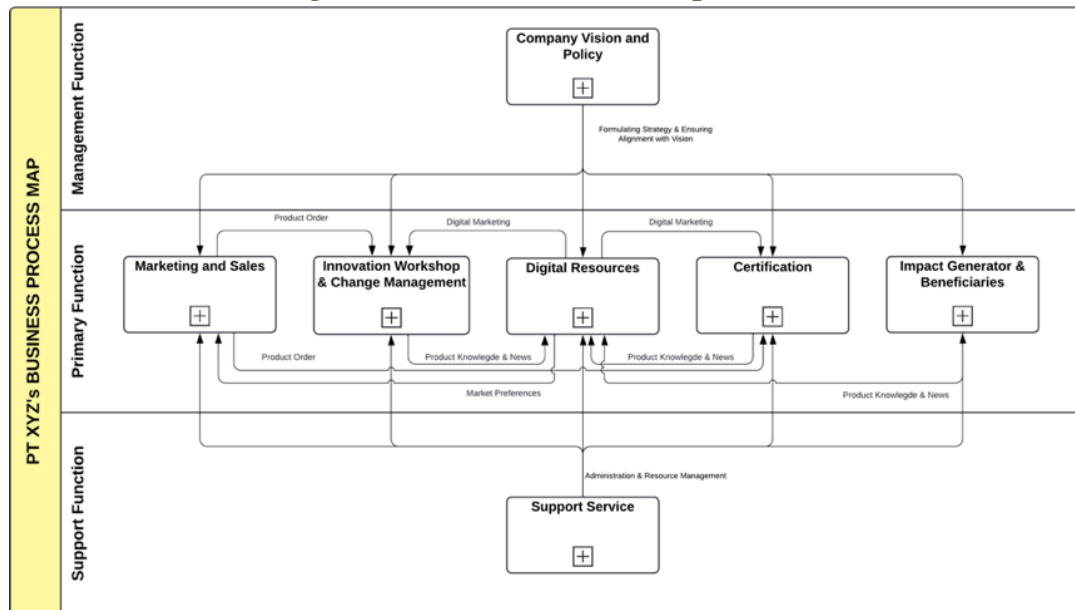 PT XYZ's BUSINESS PROCESS MAP
Management Function
Company Vision and
Policy
Formulating Strategy & Ensuring
Alignment with Vision
Primary Function
Product Order
Digital Marketing
Digital Marketing
Marketing and Sales
Innovation Workshop
& Change Management
Digital Resources
Certification
Impact Generator &
Beneficiaries
Product Order
Product Knowlegde & News
Product Knowlegde & News
Market Preferences
Product Knowlegde & News
Support Function
Administration & Resource Management
Support Service